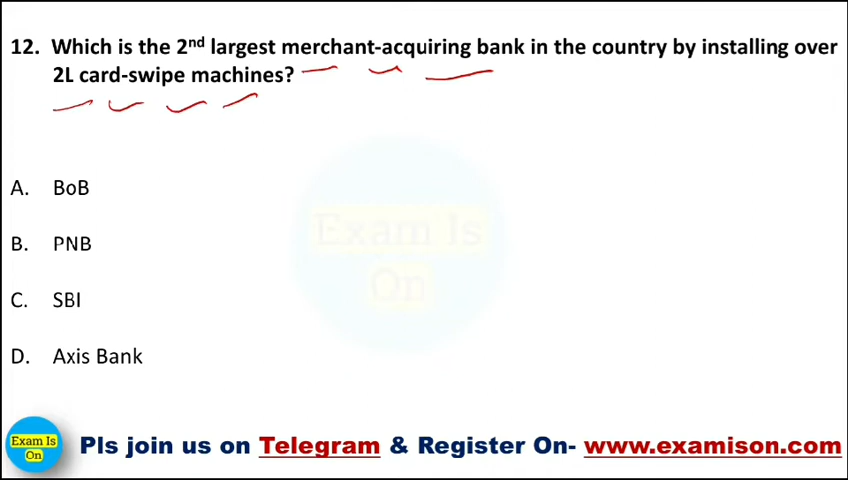 12. Which is the 2nd largest merchant-acquiring bank in the country by installing over
2L card-swipe machines?
A. BoB
B. PNB
C. SBI
D. Axis Bank
Exam Is
On
Exam Is
On
Pls join us on Telegram & Register On- www.examison.com